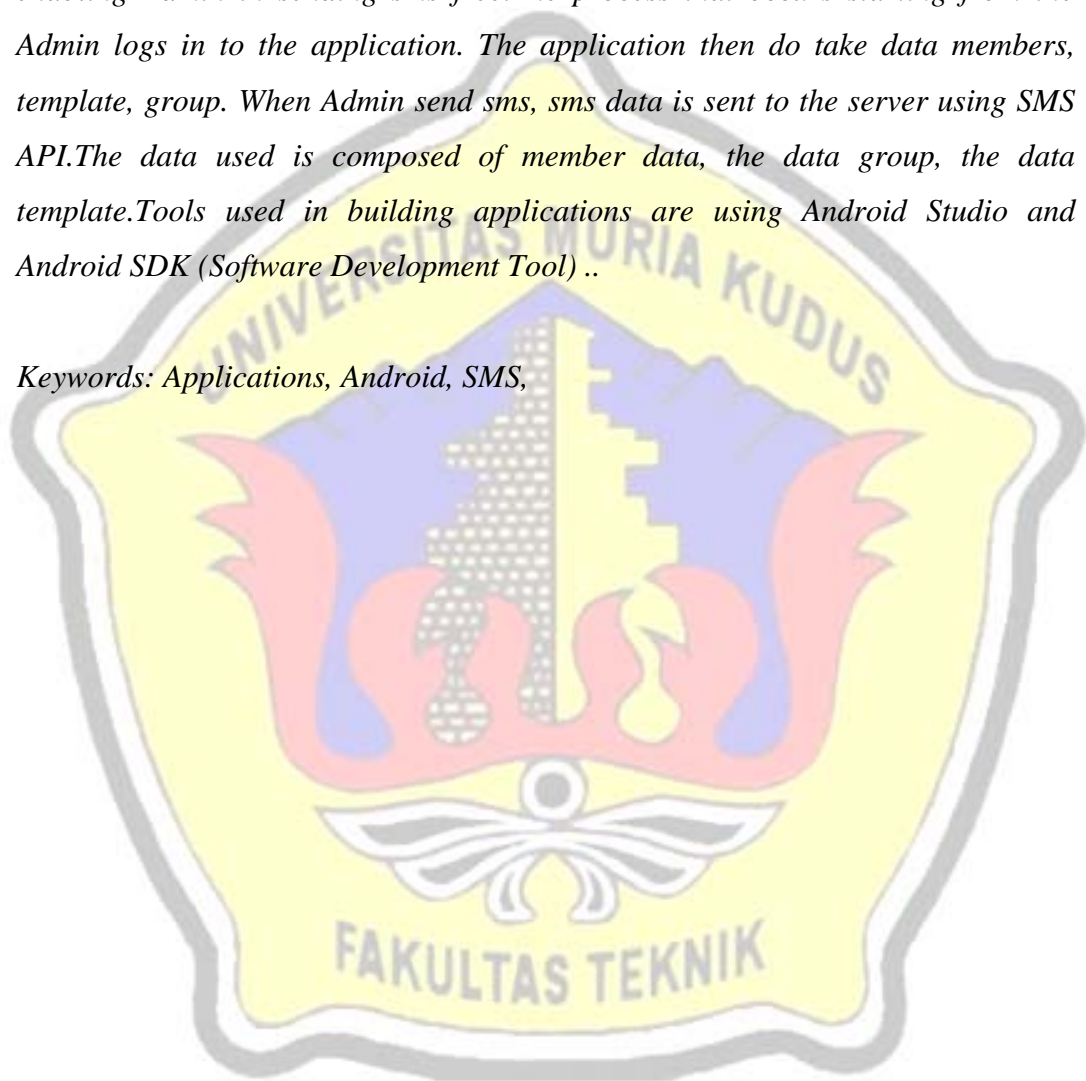 Admin logs in to the application. The application then do take data members,
template, group. When Admin send sms, sms data is sent to the server using SMS
API.The data used is composed of member data, the data group, the data
template.Tools used in building applications are using Android Studio and
Android SDK (Software Development Tool) ..
Keywords: Applications, Android, SMS,
UNIVERSITAS MURIA KUDUS
FAKULTAS TEKNIK